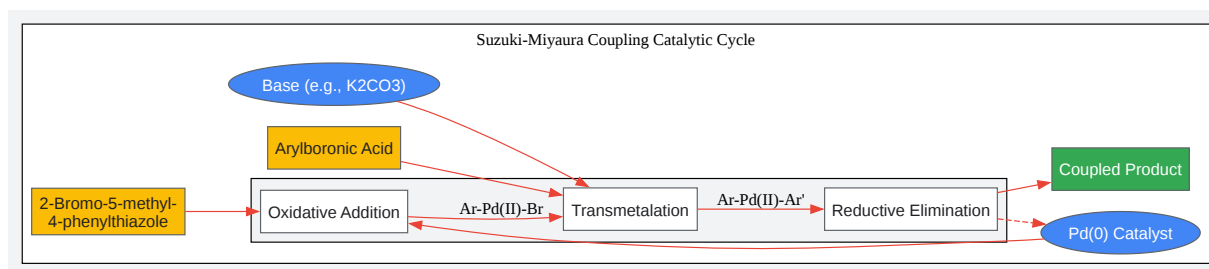 Suzuki-Miyaura Coupling Catalytic Cycle
Base (e.g., K2CO3)
Arylboronic Acid
2-Bromo-5-methyl-
4-phenylthiazole
Oxidative Addition
Ar-Pd(II)-Br
Transmetalation
Ar-Pd(II)-Ar'
Reductive Elimination
Coupled Product
Pd(0) Catalyst